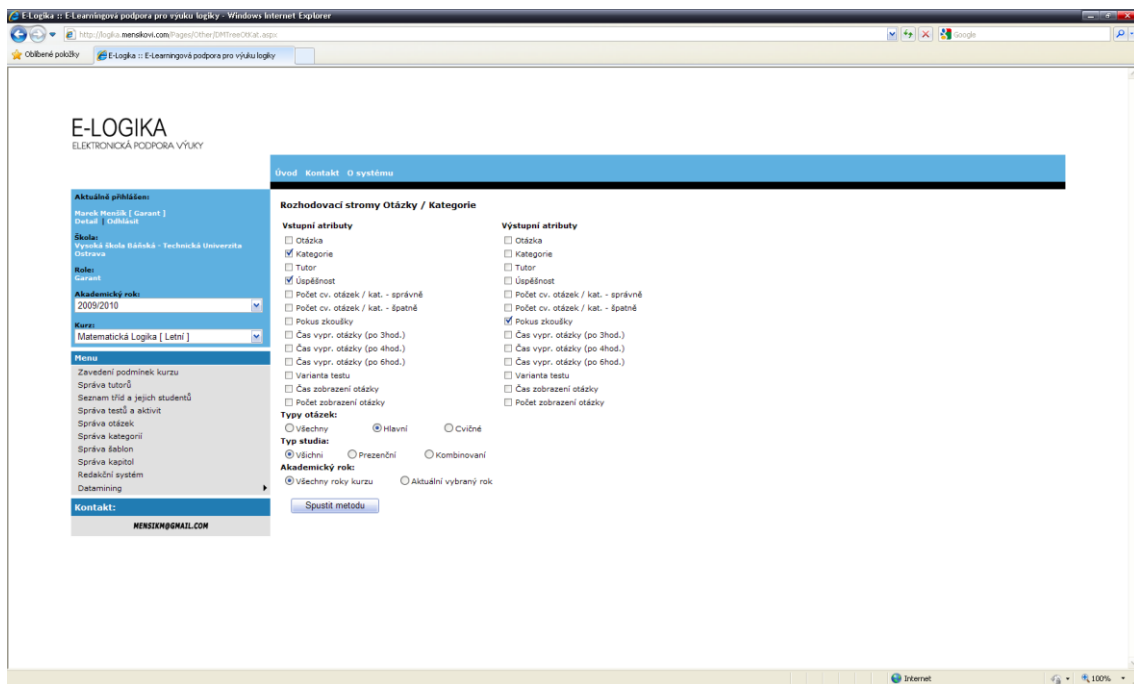 E-Logika :: E-Learningová podpora pro výuku logiky - Windows Internet Explorer
http://logika.mensikovi.com/Pages/Other/DMTreeOtKat.aspx
Google
Oblíbené položky
E-Logika :: E-Learningová podpora pro výuku logiky
E-LOGIKA
ELEKTRONICKÁ PODPORA VÝUKY
Úvod Kontakt O systému
Aktuálně přihlášen:
Marek Menšík [ Garant ]
Detail | Odhlásit
Škola:
Vysoká škola Báňská - Technická Univerzita
Ostrava
Role:
Garant
Akademický rok:
2009/2010
Kurz:
Matematická Logika [ Letní ]
Menu
Zavedení podmínek kurzu
Správa tutorů
Seznam tříd a jejich studentů
Správa testů a aktivit
Správa otázek
Správa kategorií
Správa šablon
Správa kapitol
Redakční systém
Datamining
Kontakt:
MENSIKM@GMAIL.COM
Rozhodovací stromy Otázky / Kategorie
Vstupní atributy
Otázka
Kategorie
Tutor
Úspěšnost
Počet cv. otázek / kat. - správně
Počet cv. otázek / kat. - špatně
Pokus zkoušky
Čas vypr. otázky (po 3hod.)
Čas vypr. otázky (po 4hod.)
Čas vypr. otázky (po 6hod.)
Varianta testu
Čas zobrazení otázky
Počet zobrazení otázky
Výstupní atributy
Otázka
Kategorie
Tutor
Úspěšnost
Počet cv. otázek / kat. - správně
Počet cv. otázek / kat. - špatně
Pokus zkoušky
Čas vypr. otázky (po 3hod.)
Čas vypr. otázky (po 4hod.)
Čas vypr. otázky (po 6hod.)
Varianta testu
Čas zobrazení otázky
Počet zobrazení otázky
Typy otázek:
Všechny Hlavní Cvičné
Typ studia:
Všichni Prezenční Kombinovaní
Akademický rok:
Všechny roky kurzu Aktuální vybraný rok
Spustit metodu
Internet
100%